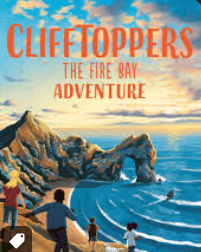 CLIFFTOPPERS
THE FIRE BAY
ADVENTURE